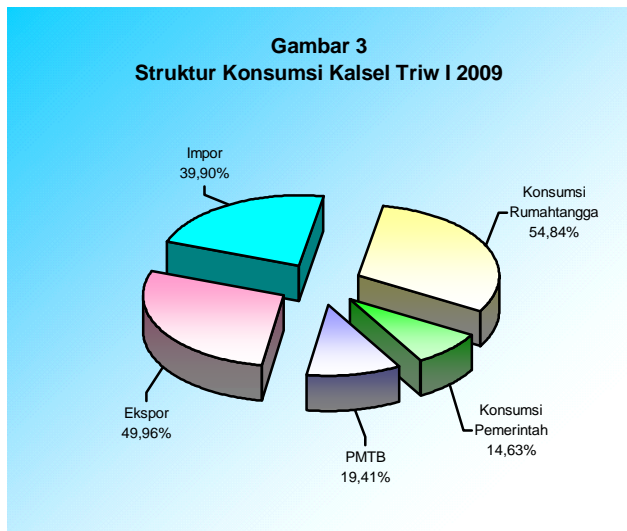 Gambar 3
Struktur Konsumsi Kalsel Triw I 2009
Impor
39,90%
Konsumsi
Rumahtangga
54,84%
Ekspor
49,96%
PMTB
19,41%
Konsumsi
Pemerintah
14,63%